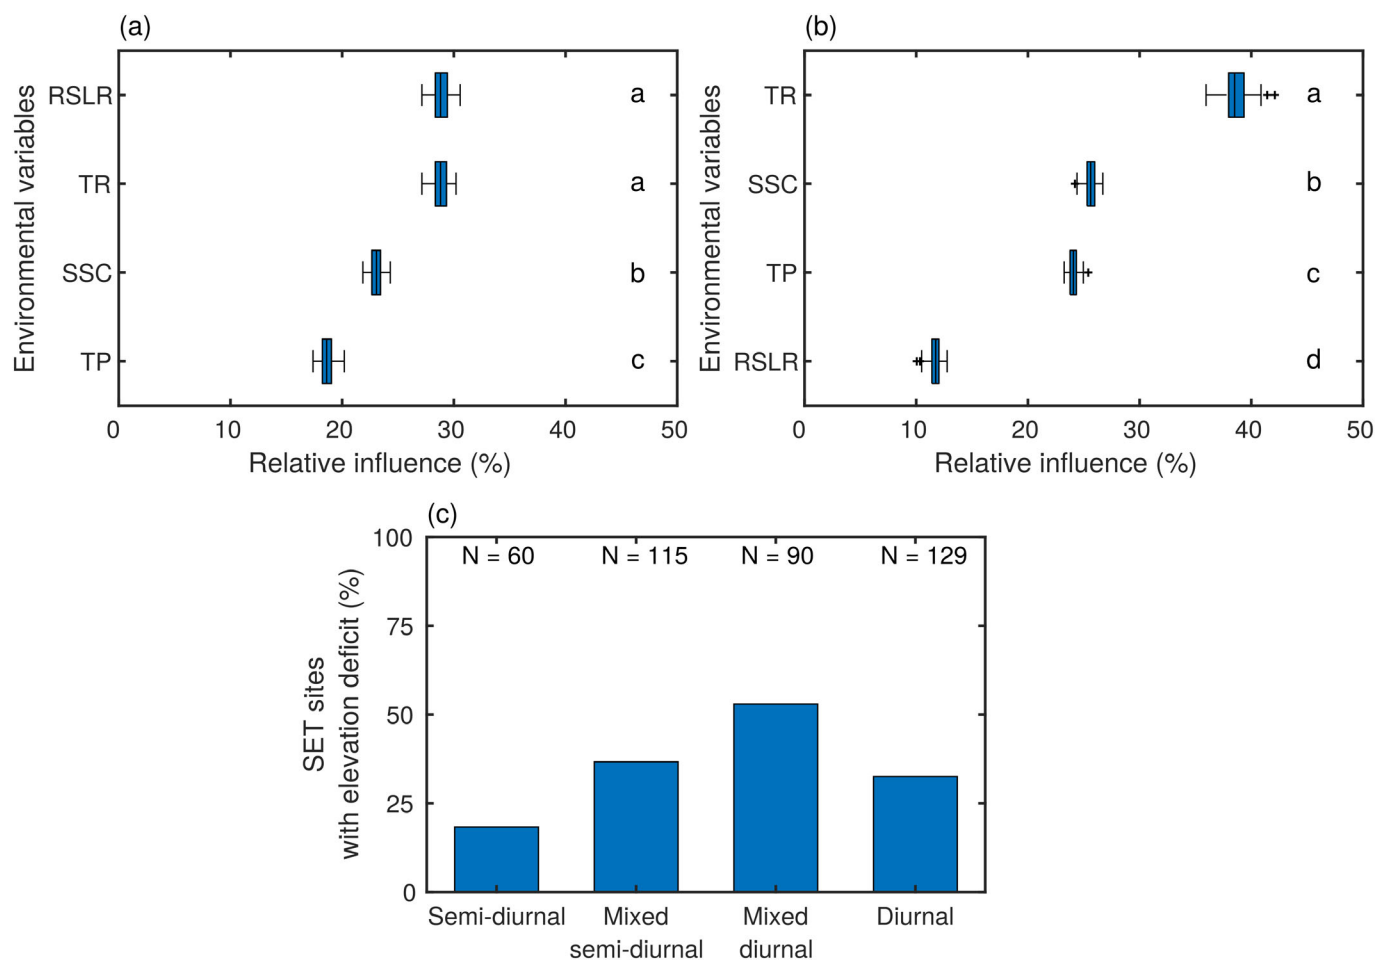 (a)
Environmental variables
RSLR
a
TR
a
SSC
b
TP
c
0 10 20 30 40 50
Relative influence (%)
(b)
Environmental variables
TR
a
SSC
b
TP
c
RSLR
d
0 10 20 30 40 50
Relative influence (%)
(c)
SET sites
with elevation deficit (%)
100
75
50
25
0
N = 60 N = 115 N = 90 N = 129
Semi-diurnal
Mixed
semi-diurnal
Mixed
diurnal
Diurnal